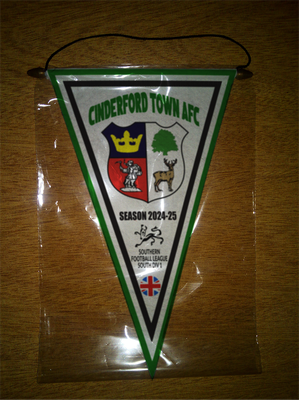 CINDERFORD TOWN AFC
SEASON 2024-25
SOUTHERN
FOOTBALL LEAGUE
SOUTH DIV 1